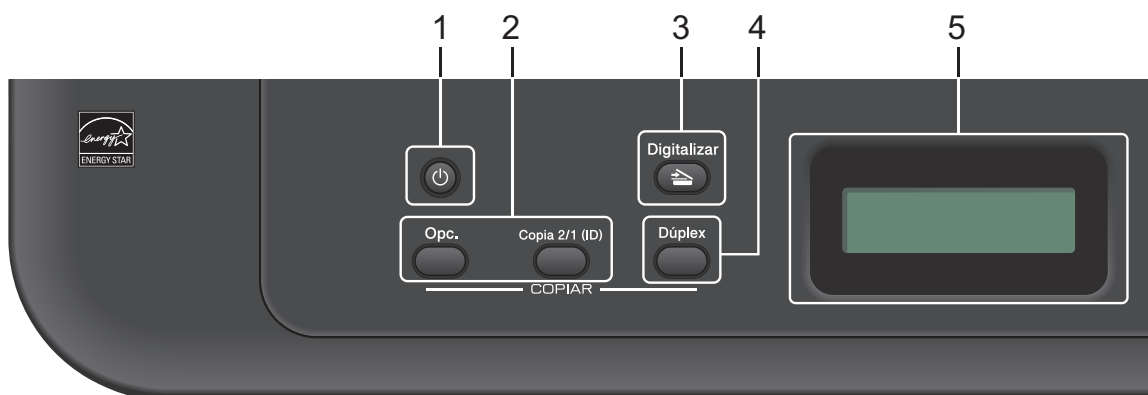 1 2 3 4 5
energy
ENERGY STAR
Digitalizar
Opc. Copia 2/1 (ID) Dúplex
COPIAR